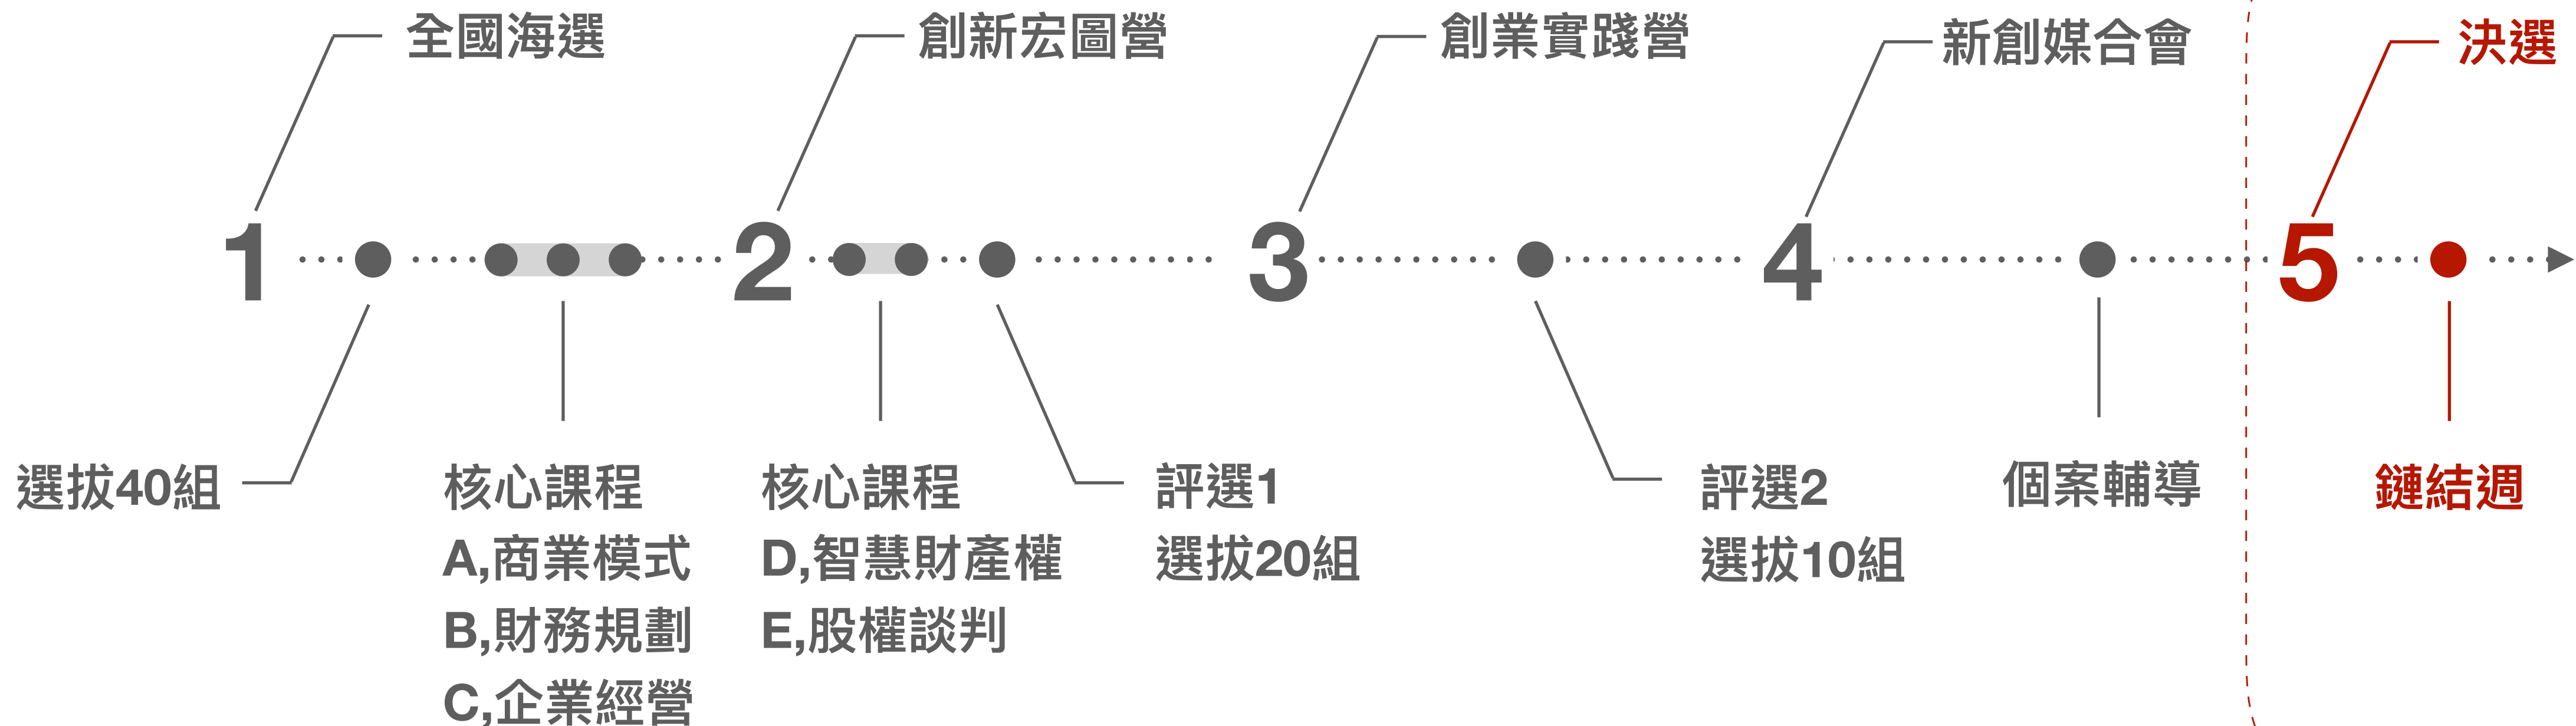 全國海選
創新宏圖營
創業實踐營
新創媒合會
決選
1
2
3
4
5
選拔40組
核心課程
A,商業模式
B,財務規劃
C,企業經營
核心課程
D,智慧財產權
E,股權談判
評選1
選拔20組
評選2
選拔10組
個案輔導
鏈結週